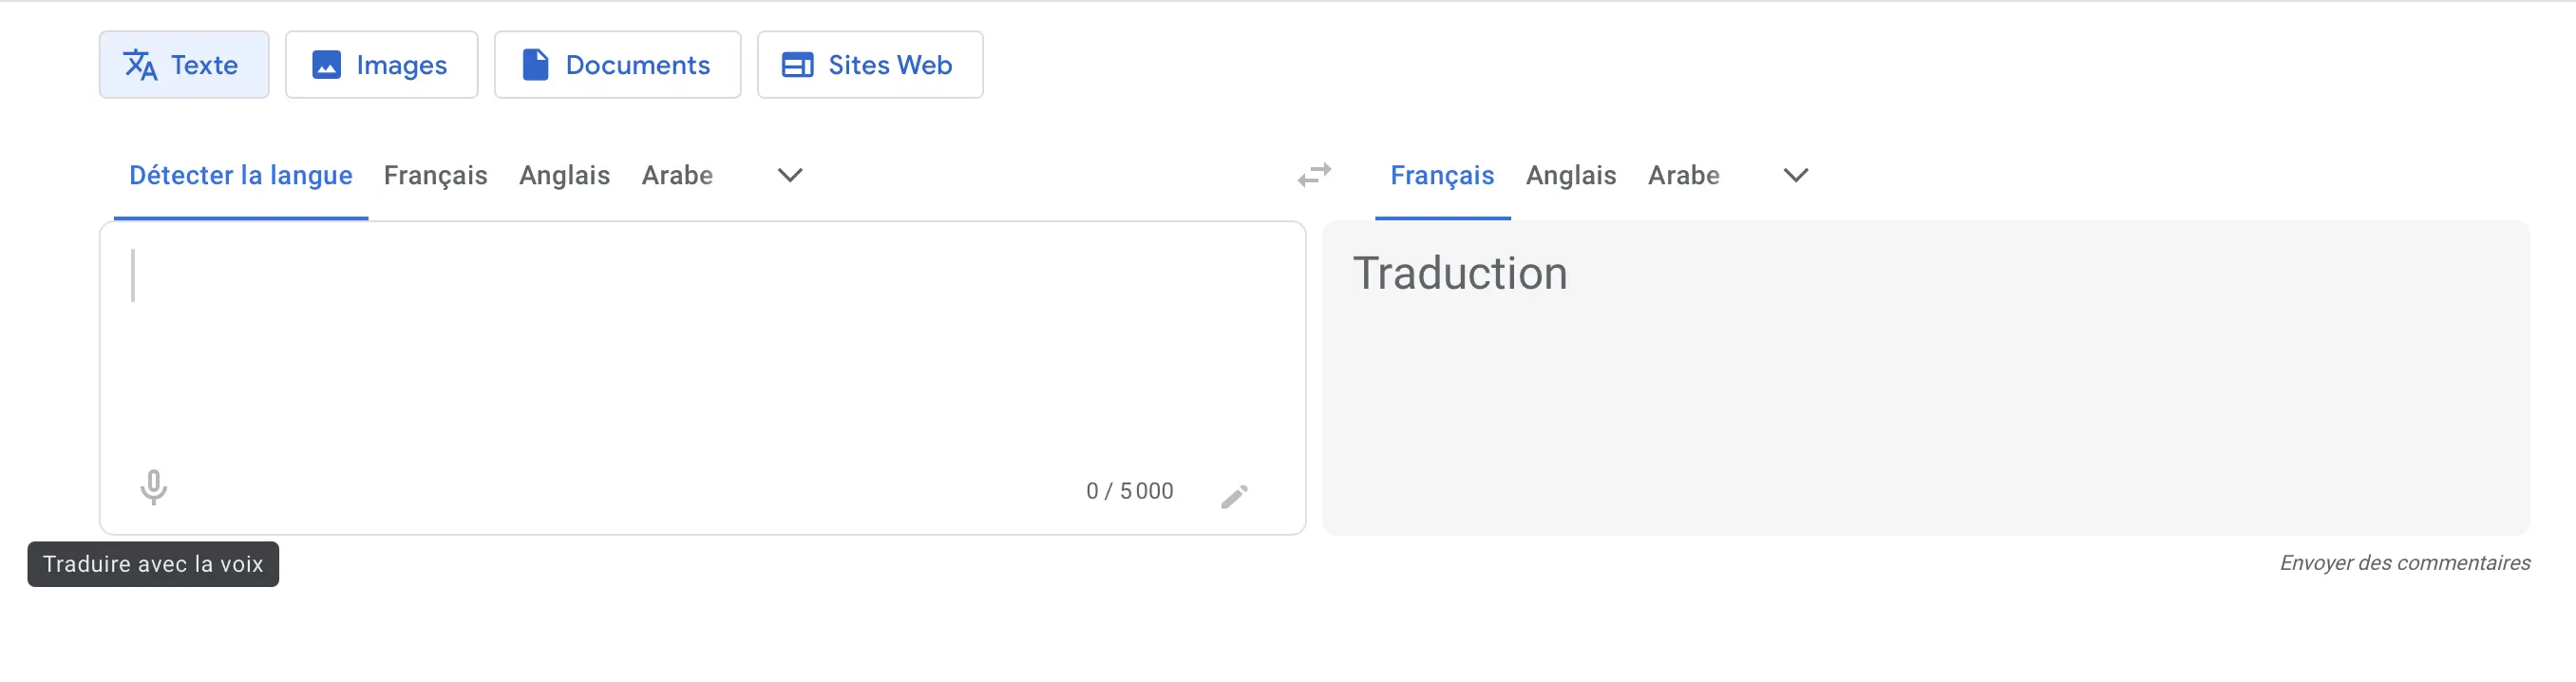 Texte Images Documents Sites Web
Détecter la langue Français Anglais Arabe Français Anglais Arabe
Traduction
0 / 5 000
Traduire avec la voix
Envoyer des commentaires